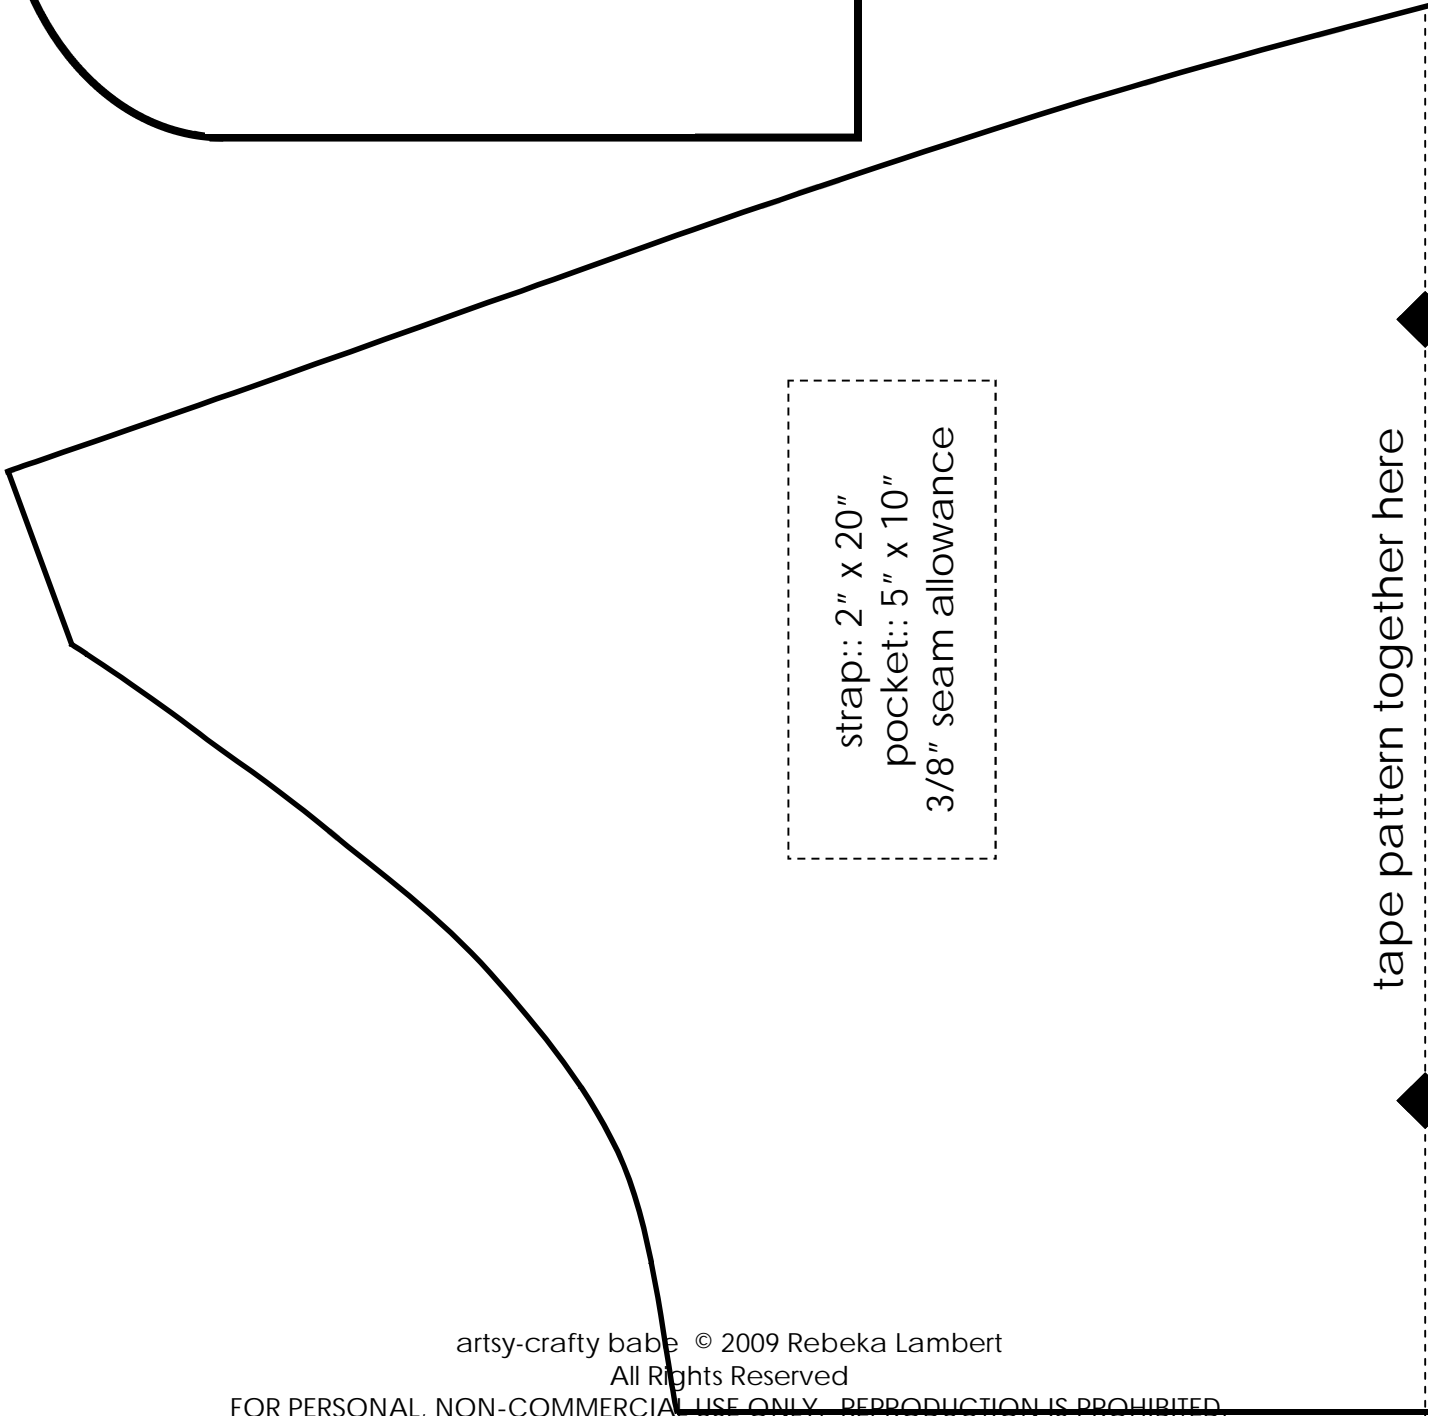 strap:: 2" x 20"
pocket:: 5" x 10"
3/8" seam allowance
tape pattern together here
artsy-crafty babe © 2009 Rebeka Lambert
All Rights Reserved
FOR PERSONAL, NON-COMMERCIAL USE ONLY. REPRODUCTION IS PROHIBITED.